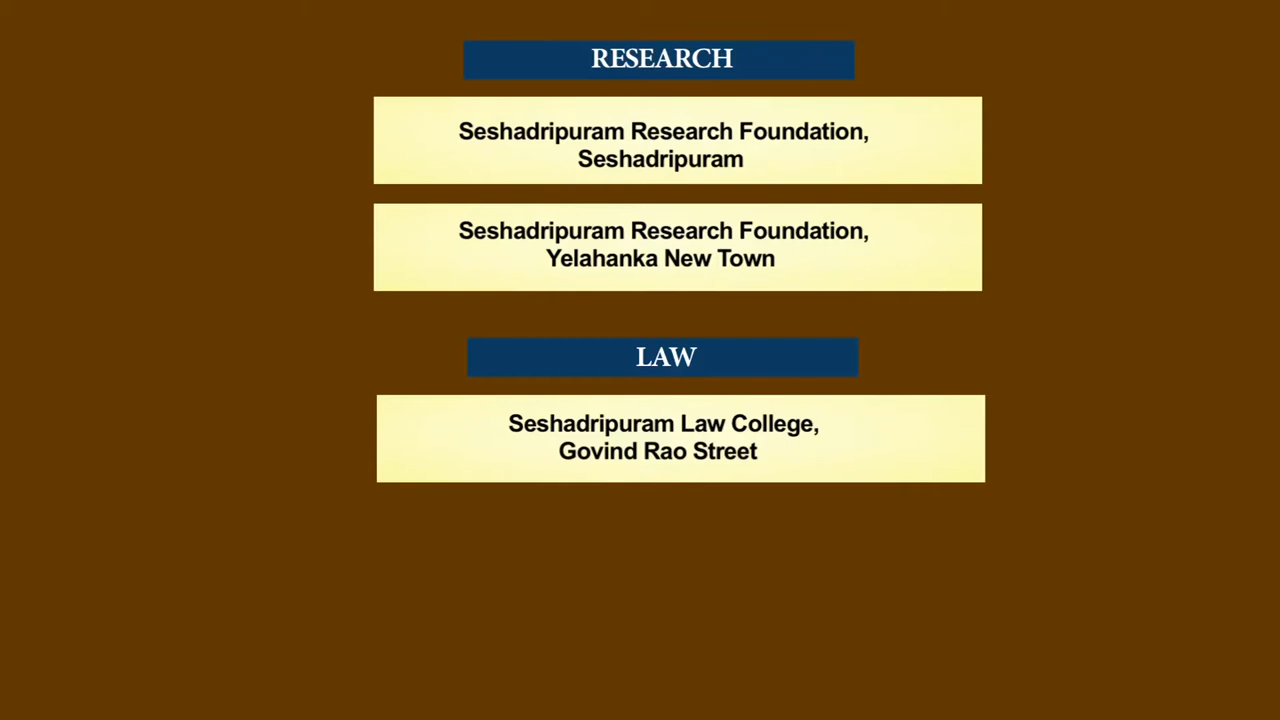 RESEARCH
Seshadripuram Research Foundation,
Seshadripuram
Seshadripuram Research Foundation,
Yelahanka New Town
LAW
Seshadripuram Law College,
Govind Rao Street